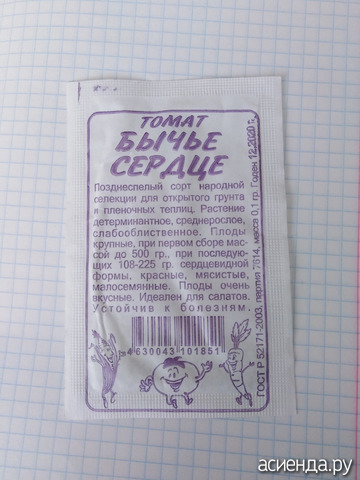 ТОМАТ
БЫЧЬЕ
СЕРДЦЕ
Позднеспелый сорт народной
селекции для открытого грунта
и пленочных теплиц. Растение
детерминантное, среднерослое,
слабооблиственное. Плоды
крупные, при первом сборе мас-
сой до 500 гр., при последую-
щих 108-225 гр. сердцевидной
формы, красные, мясистые,
малосемянные. Плоды очень
вкусные. Идеален для салатов.
Устойчив к болезням.
4630043 101851
ГОСТ Р 52171-2003, партия 7814, масса 0,1 гр. Годен 12.2020 г.
асиенда.ру